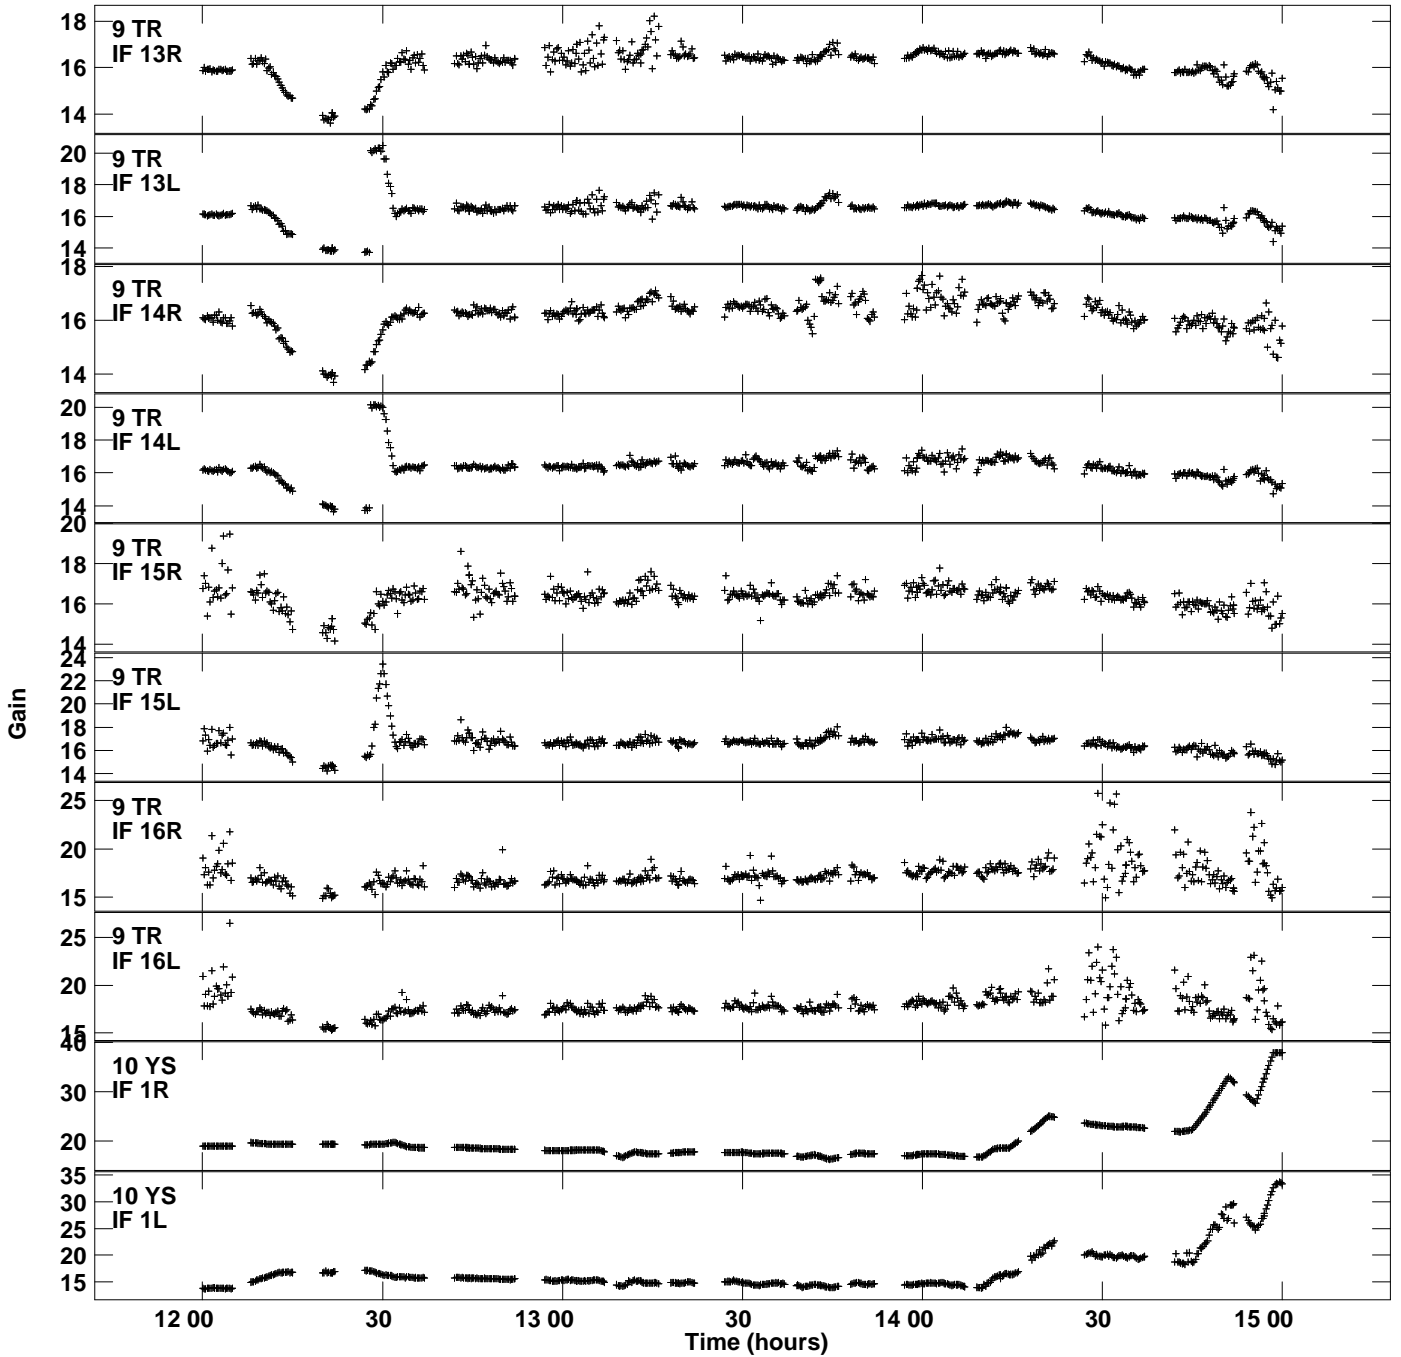 9 TR
IF 13R
18
16
14
9 TR
IF 13L
20
18
16
14
9 TR
IF 14R
18
16
14
9 TR
IF 14L
20
18
16
14
9 TR
IF 15R
20
18
16
14
9 TR
IF 15L
24
22
20
18
16
14
9 TR
IF 16R
25
20
15
9 TR
IF 16L
25
20
15
10 YS
IF 1R
40
30
20
10 YS
IF 1L
35
30
25
20
15
Gain
12 00 30 13 00 30 14 00 30 15 00
Time (hours)